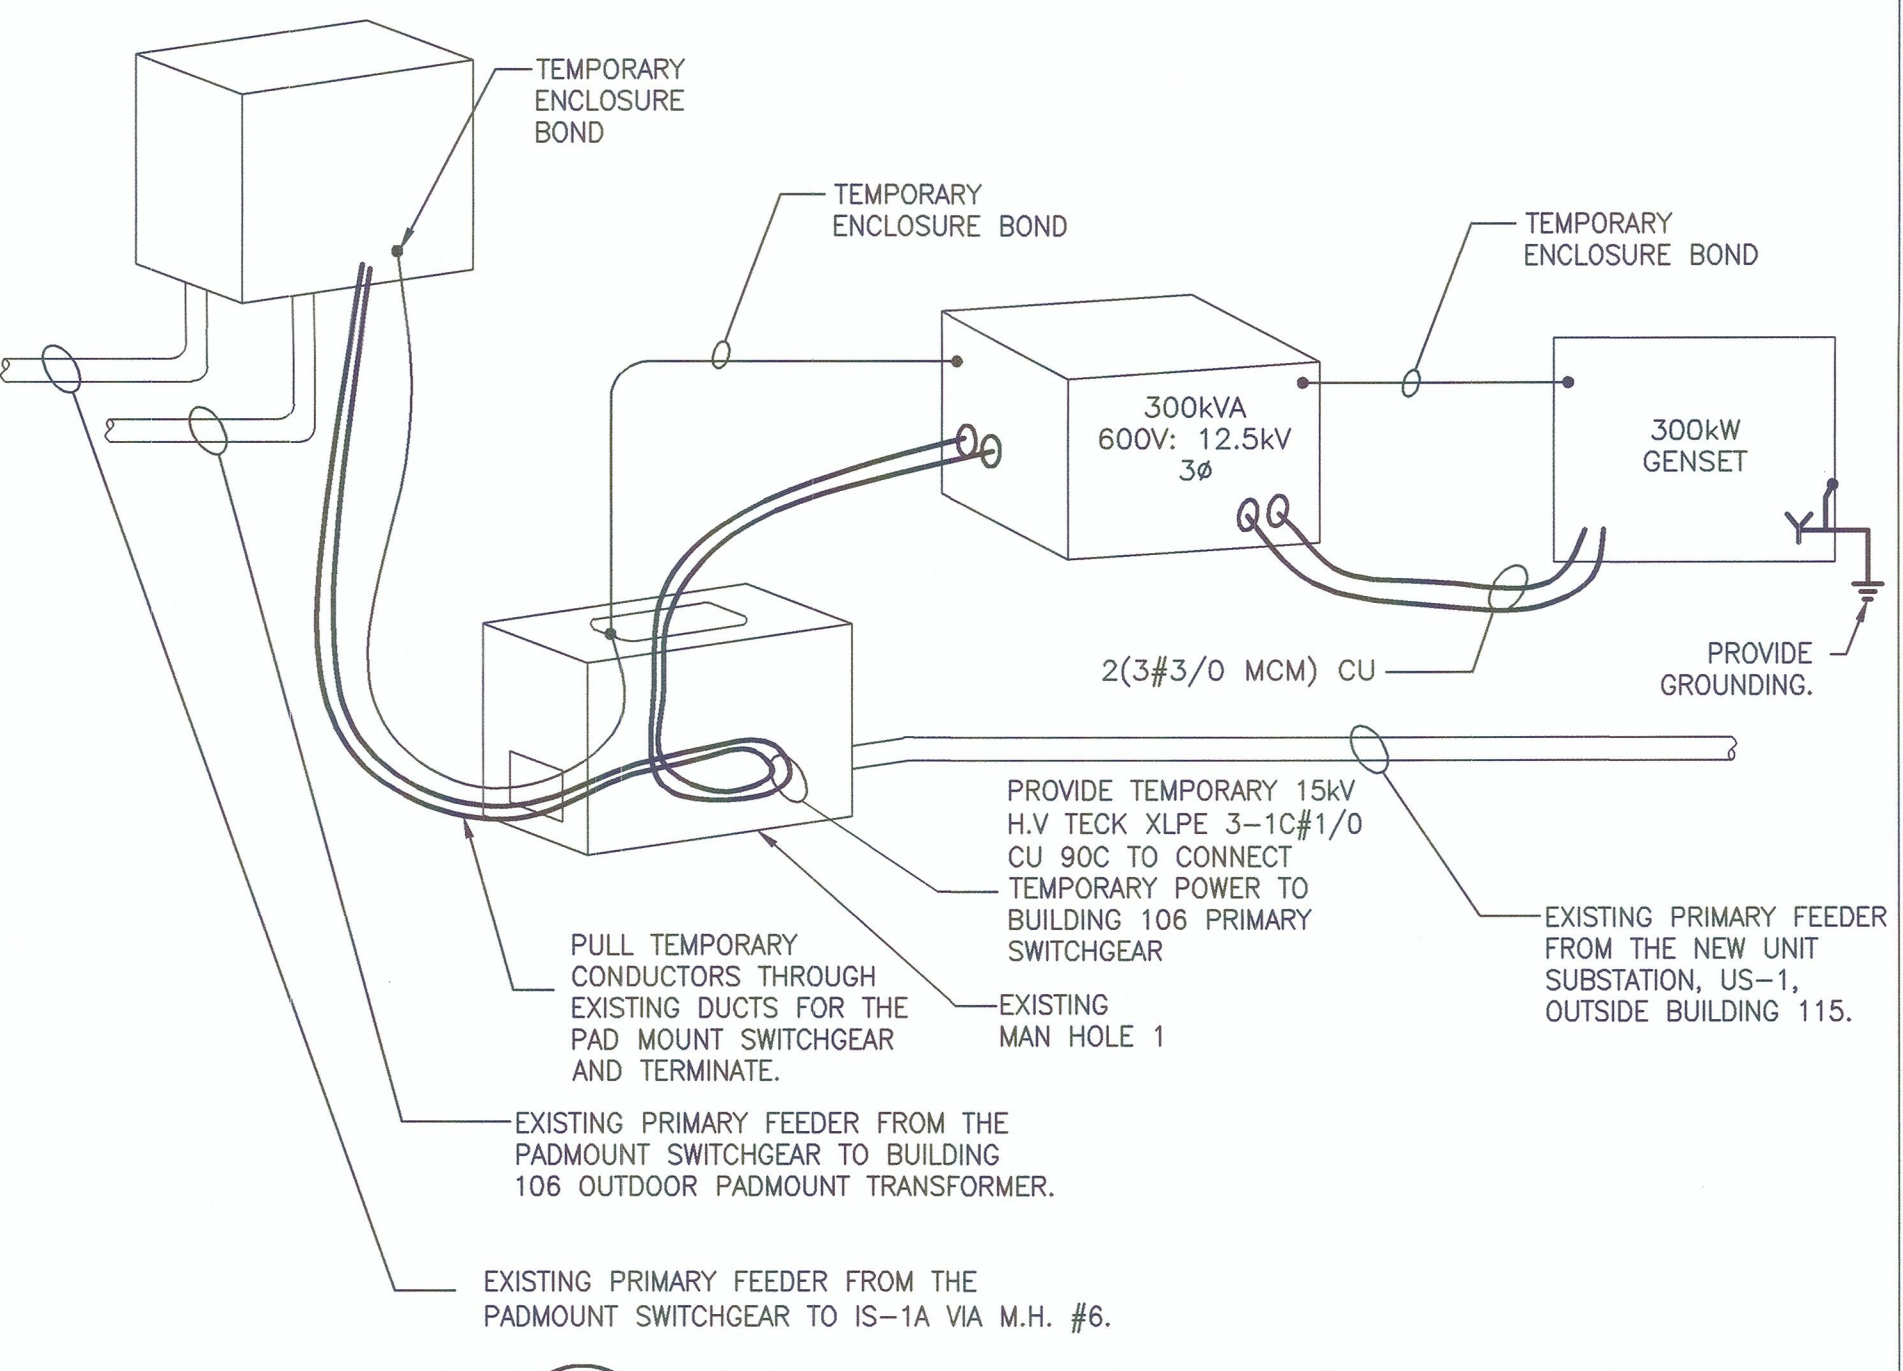 TEMPORARY
ENCLOSURE
BOND
TEMPORARY
ENCLOSURE BOND
TEMPORARY
ENCLOSURE BOND
300kVA
600V: 12.5kV
3ø
300kW
GENSET
2(3#3/0 MCM) CU
PROVIDE
GROUNDING.
PROVIDE TEMPORARY 15kV
H.V TECK XLPE 3-1C#1/0
CU 90C TO CONNECT
TEMPORARY POWER TO
BUILDING 106 PRIMARY
SWITCHGEAR
EXISTING PRIMARY FEEDER
FROM THE NEW UNIT
SUBSTATION, US-1,
OUTSIDE BUILDING 115.
PULL TEMPORARY
CONDUCTORS THROUGH
EXISTING DUCTS FOR THE
PAD MOUNT SWITCHGEAR
AND TERMINATE.
EXISTING
MAN HOLE 1
EXISTING PRIMARY FEEDER FROM THE
PADMOUNT SWITCHGEAR TO BUILDING
106 OUTDOOR PADMOUNT TRANSFORMER.
EXISTING PRIMARY FEEDER FROM THE
PADMOUNT SWITCHGEAR TO IS-1A VIA M.H. #6.